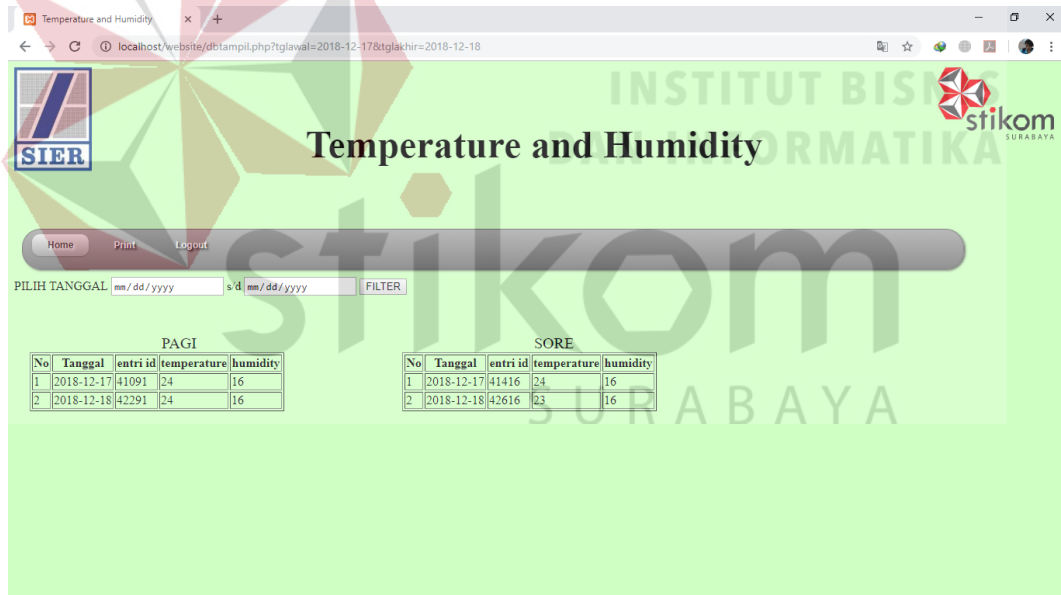 Temperature and Humidity
localhost/website/dbtampil.php?tglawal=2018-12-17&tglakhir=2018-12-18
INSTITUT BISNIS
DAN INFORMATIKA
stikom
SURABAYA
SIER
stikom
SURABAYA
Temperature and Humidity
Home Print Logout
PILIH TANGGAL mm/dd/yyyy s/d mm/dd/yyyy FILTER
PAGI
No Tanggal entri id temperature humidity
1 2018-12-17 41091 24 16
2 2018-12-18 42291 24 16
SORE
No Tanggal entri id temperature humidity
1 2018-12-17 41416 24 16
2 2018-12-18 42616 23 16